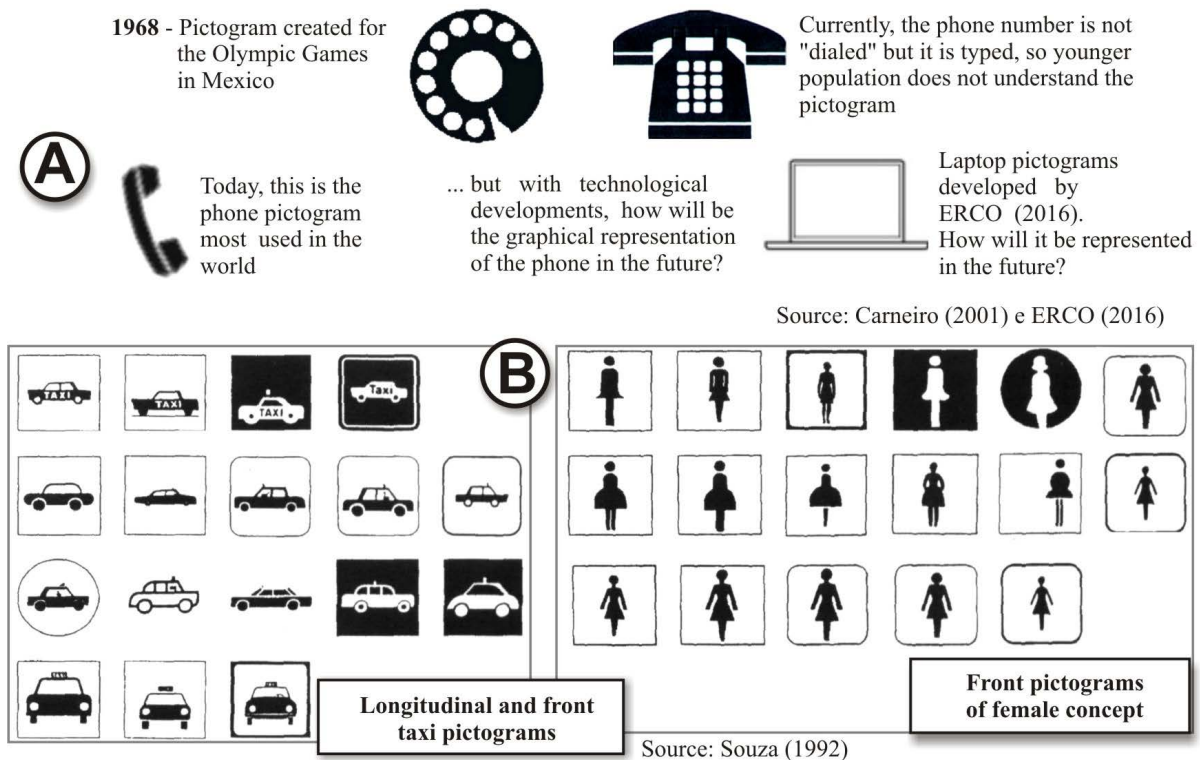 1968 - Pictogram created for
the Olympic Games
in Mexico
Currently, the phone number is not
"dialed" but it is typed, so younger
population does not understand the
pictogram
A
Today, this is the
phone pictogram
most used in the
world
... but with technological
developments, how will be
the graphical representation
of the phone in the future?
Laptop pictograms
developed by
ERCO (2016).
How will it be represented
in the future?
Source: Carneiro (2001) e ERCO (2016)
B
TAXI
TAXI
TAXI
Taxi
Longitudinal and front
taxi pictograms
Front pictograms
of female concept
Source: Souza (1992)